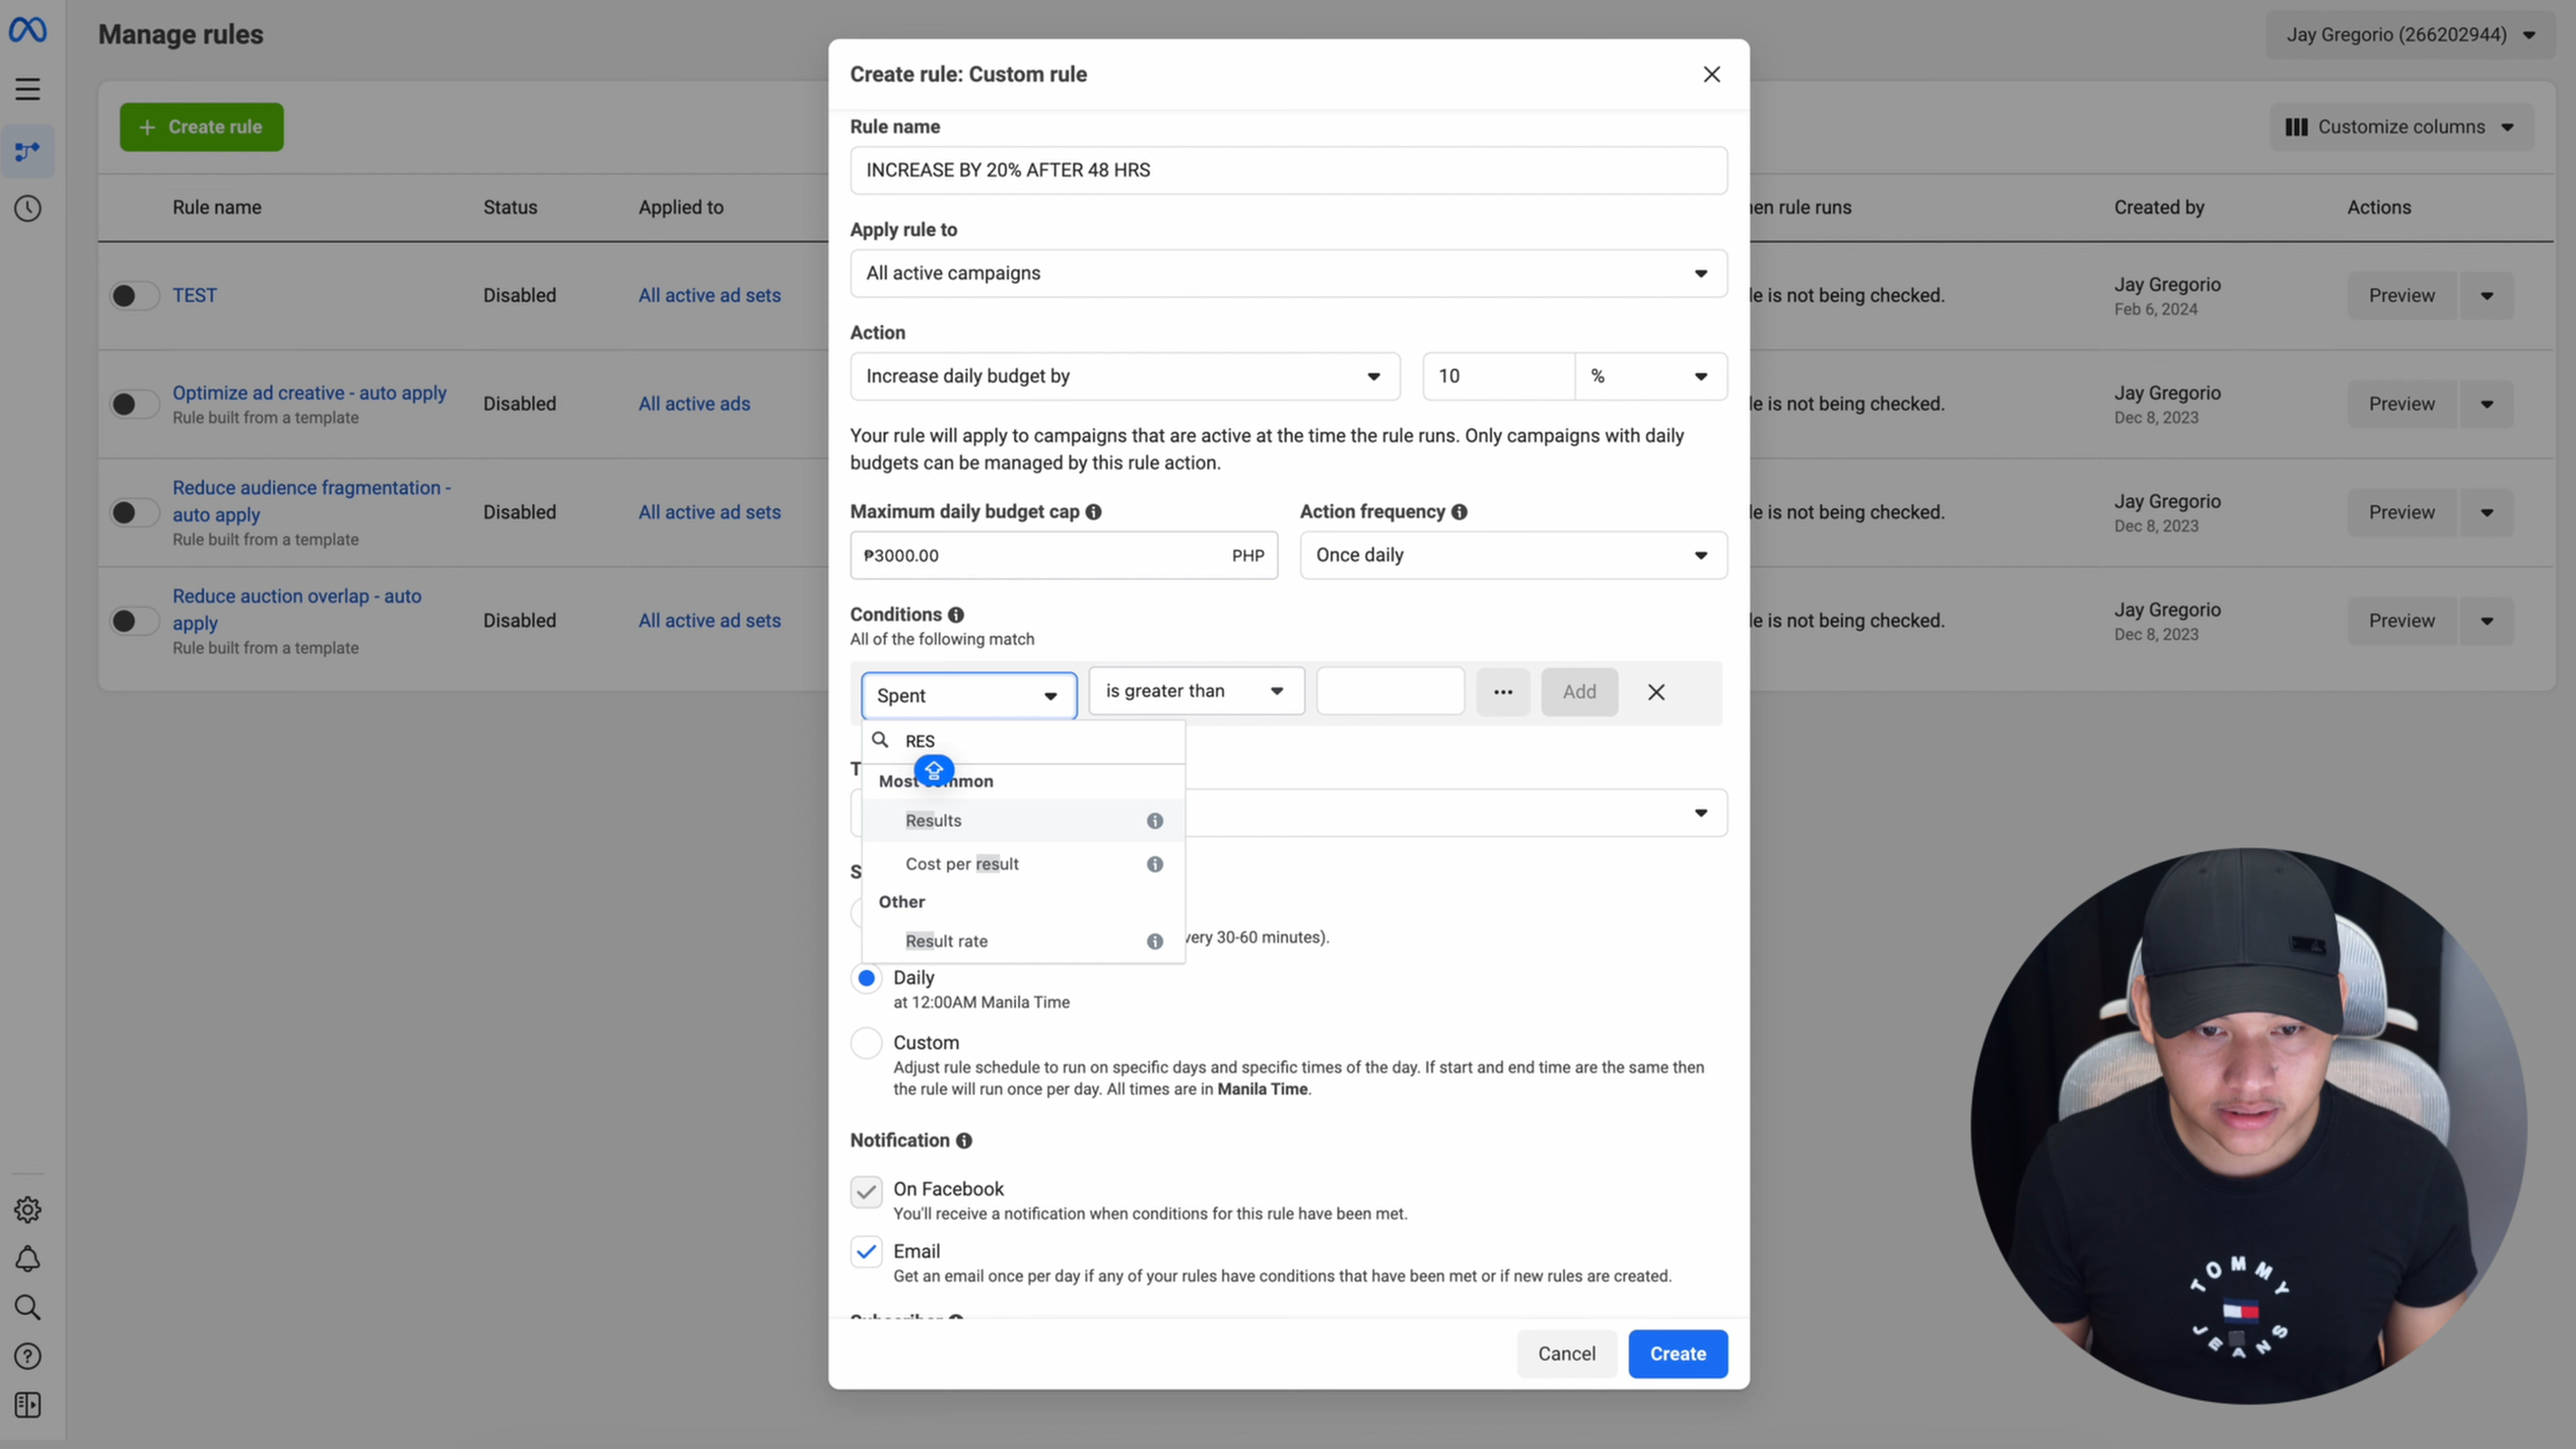 Manage rules
Jay Gregorio (266202944)
Create rule
Customize columns
Rule name
Status
Applied to
en rule runs
Created by
Actions
TEST
Disabled
All active ad sets
le is not being checked.
Jay Gregorio
Feb 6, 2024
Preview
Optimize ad creative - auto apply
Rule built from a template
Disabled
All active ads
le is not being checked.
Jay Gregorio
Dec 8, 2023
Preview
Reduce audience fragmentation -
auto apply
Rule built from a template
Disabled
All active ad sets
le is not being checked.
Jay Gregorio
Dec 8, 2023
Preview
Reduce auction overlap - auto
apply
Rule built from a template
Disabled
All active ad sets
le is not being checked.
Jay Gregorio
Dec 8, 2023
Preview
Create rule: Custom rule
Rule name
INCREASE BY 20% AFTER 48 HRS
Apply rule to
All active campaigns
Action
Increase daily budget by
10
%
Your rule will apply to campaigns that are active at the time the rule runs. Only campaigns with daily
budgets can be managed by this rule action.
Maximum daily budget cap
Action frequency
₱3000.00
PHP
Once daily
Conditions
All of the following match
Spent
is greater than
Add
RES
T
Most common
Results
Cost per result
S
Other
Result rate
very 30-60 minutes).
Daily
at 12:00AM Manila Time
Custom
Adjust rule schedule to run on specific days and specific times of the day. If start and end time are the same then
the rule will run once per day. All times are in Manila Time.
Notification
On Facebook
You'll receive a notification when conditions for this rule have been met.
Email
Get an email once per day if any of your rules have conditions that have been met or if new rules are created.
Subscriber
Cancel
Create
TOMMY
JEANS